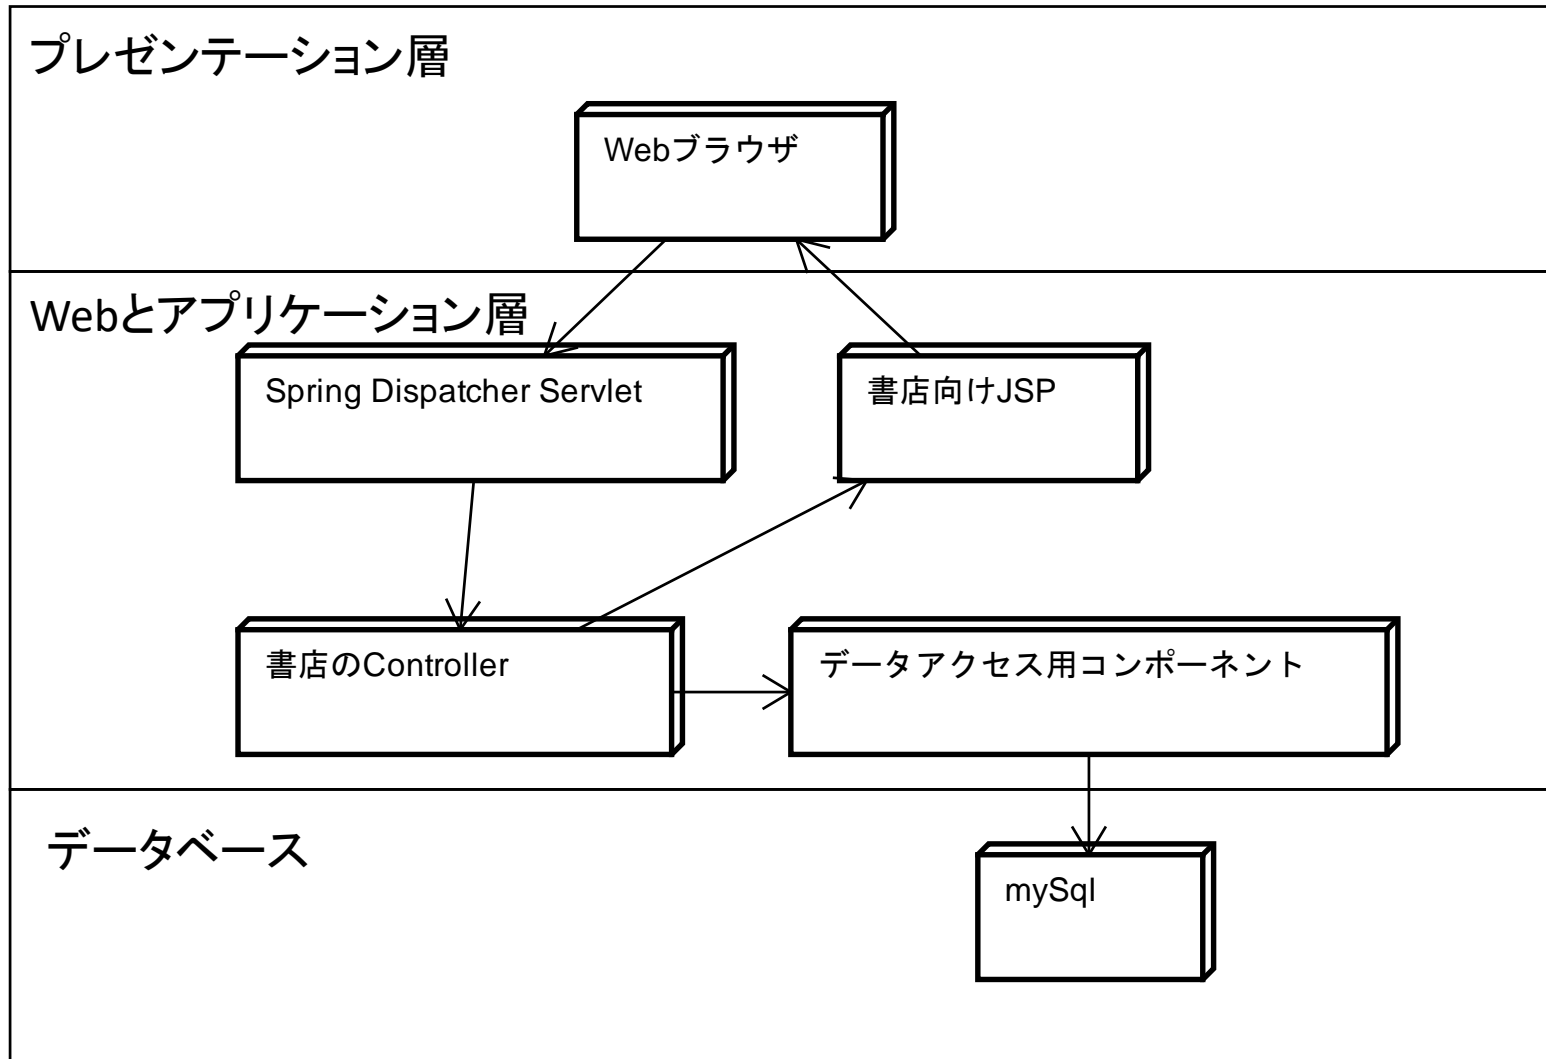 プレゼンテーション層
Webブラウザ
Webとアプリケーション層
Spring Dispatcher Servlet
書店向けJSP
書店のController
データアクセス用コンポーネント
データベース
mySql